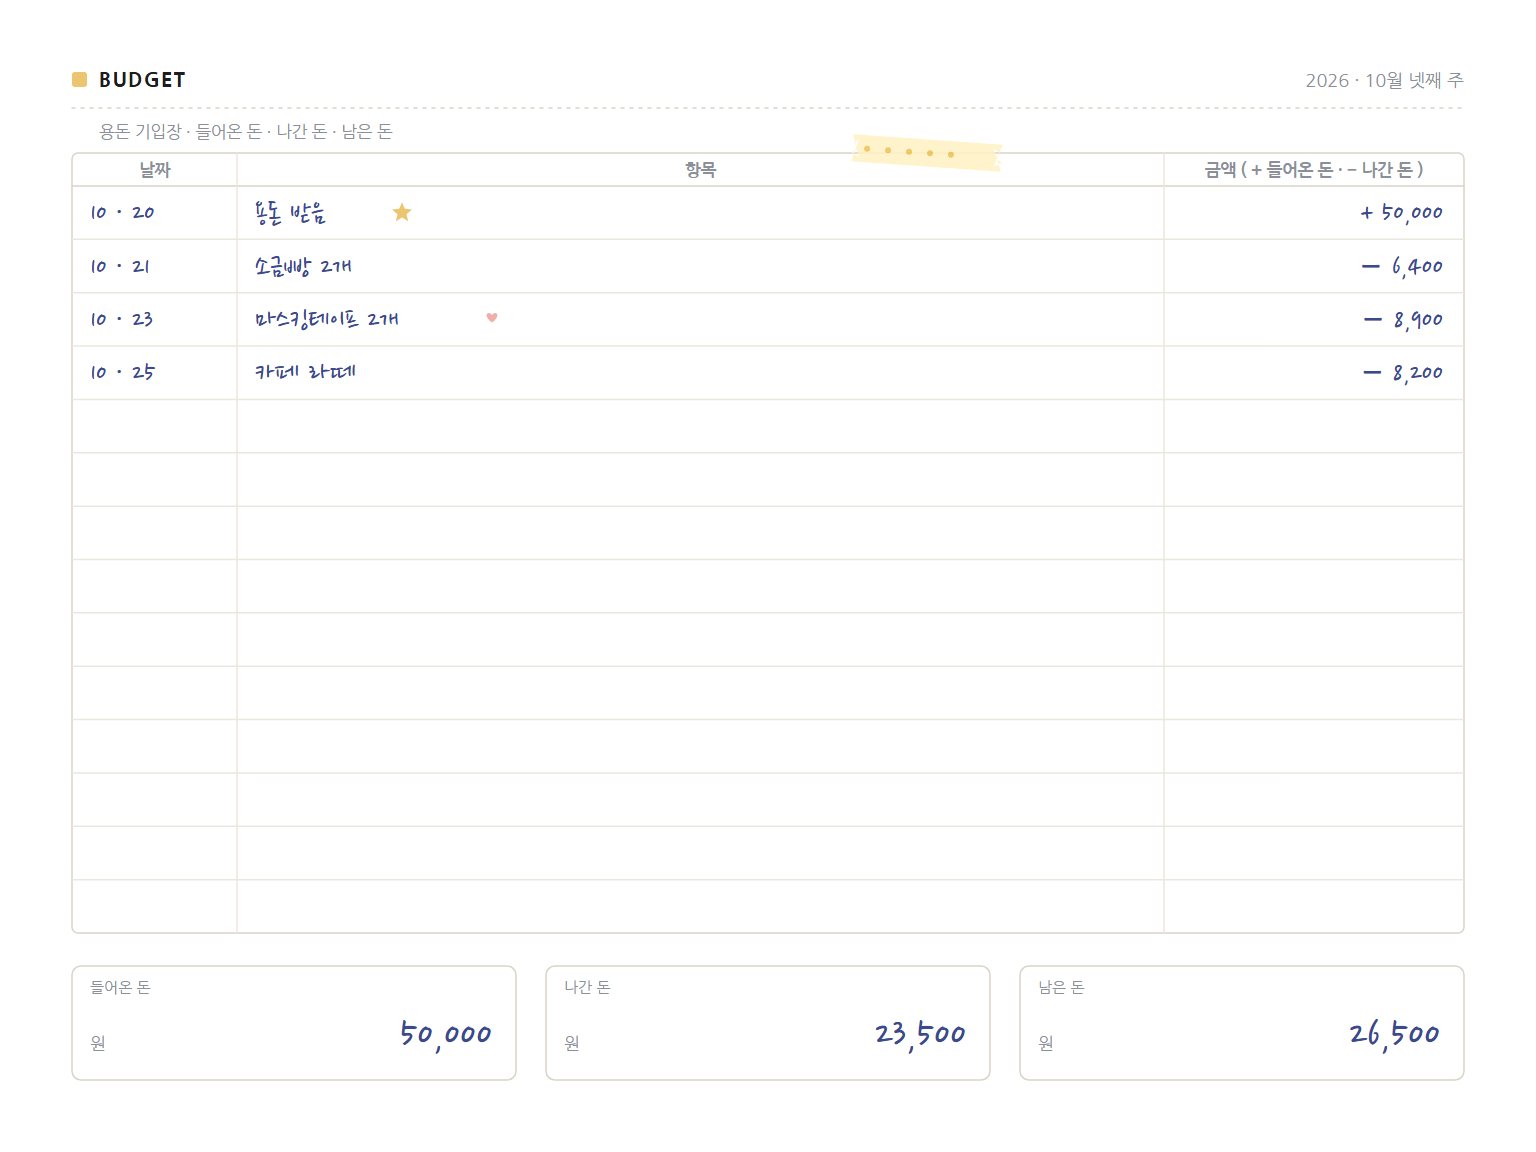 BUDGET
2026 · 10월 넷째 주
용돈 기입장 · 들어온 돈 · 나간 돈 · 남은 돈
날짜 항목 금액 ( + 들어온 돈 · − 나간 돈 )
10 · 20 용돈 받음 + 50,000
10 · 21 소금빵 2개 − 6,400
10 · 23 마스킹테이프 2개 − 8,900
10 · 25 카페 라떼 − 8,200
들어온 돈
원 50,000
나간 돈
원 23,500
남은 돈
원 26,500